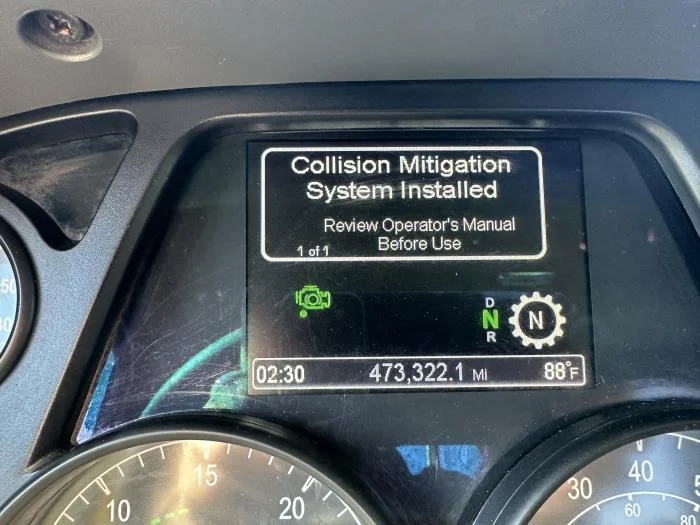 Collision Mitigation
System Installed
Review Operator's Manual
Before Use
1 of 1
D
N
R
N
02:30 473,322.1 Mi 88°F
10 15 20
30 40
60 80